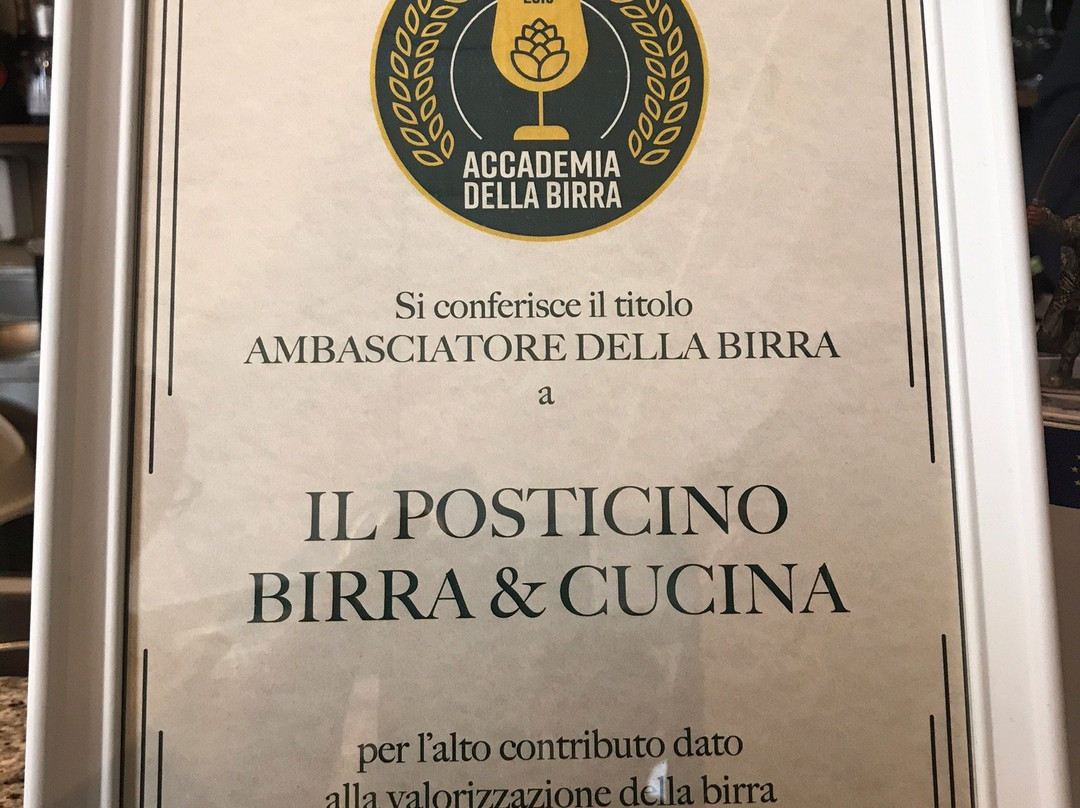 ACCADEMIA
DELLA BIRRA
Si conferisce il titolo
AMBASCIATORE DELLA BIRRA
a
IL POSTICINO
BIRRA & CUCINA
per l'alto contributo dato
alla valorizzazione della birra